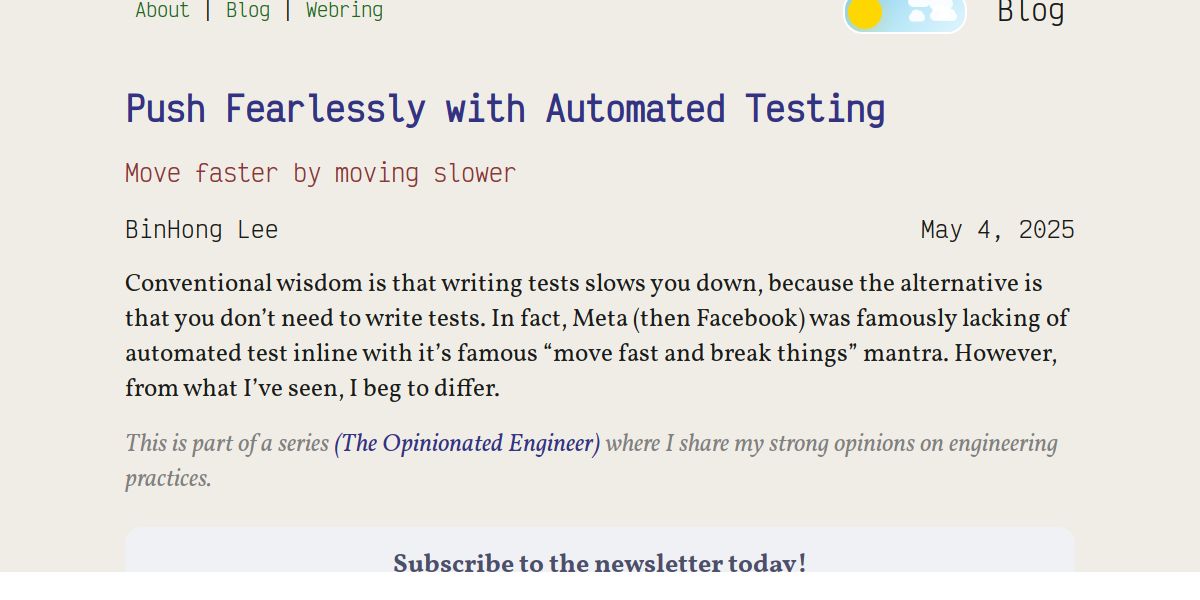 About | Blog | Webring
Blog
Push Fearlessly with Automated Testing
Move faster by moving slower
BinHong Lee
May 4, 2025
Conventional wisdom is that writing tests slows you down, because the alternative is
that you don’t need to write tests. In fact, Meta (then Facebook) was famously lacking of
automated test inline with it’s famous “move fast and break things” mantra. However,
from what I’ve seen, I beg to differ.
This is part of a series (The Opinionated Engineer) where I share my strong opinions on engineering
practices.
Subscribe to the newsletter today!